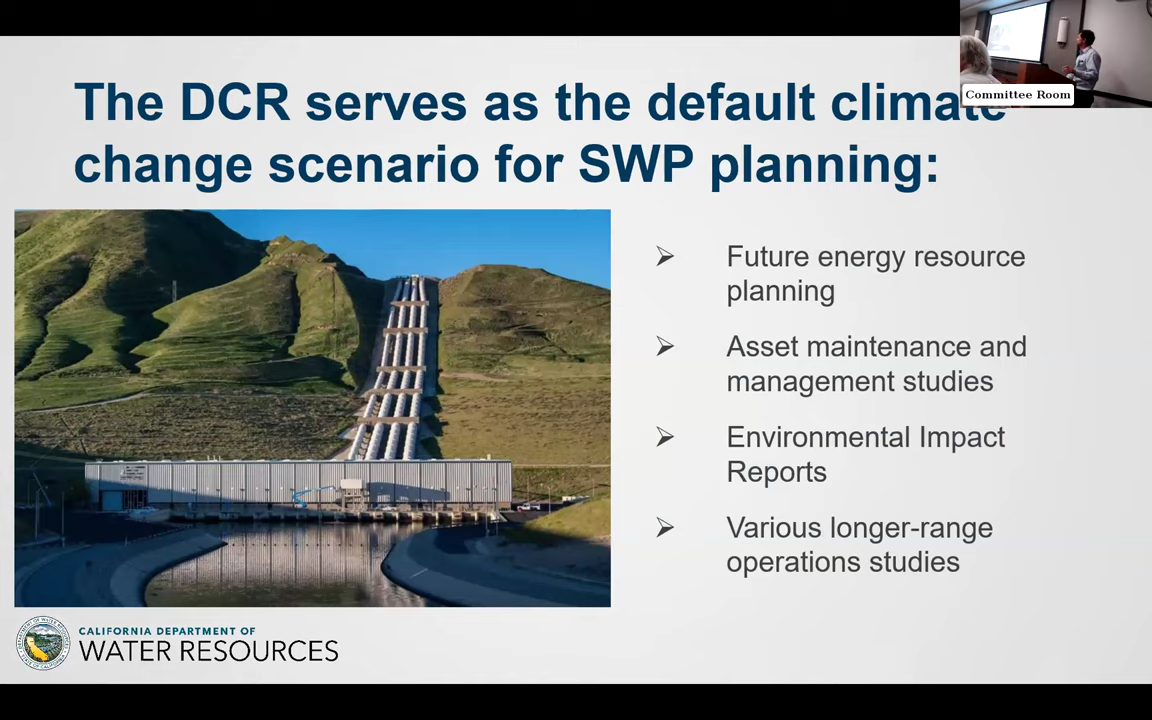 The DCR serves as the default climate
change scenario for SWP planning:
Committee Room
➢ Future energy resource
planning
➢ Asset maintenance and
management studies
➢ Environmental Impact
Reports
➢ Various longer-range
operations studies
CALIFORNIA DEPARTMENT OF
WATER RESOURCES